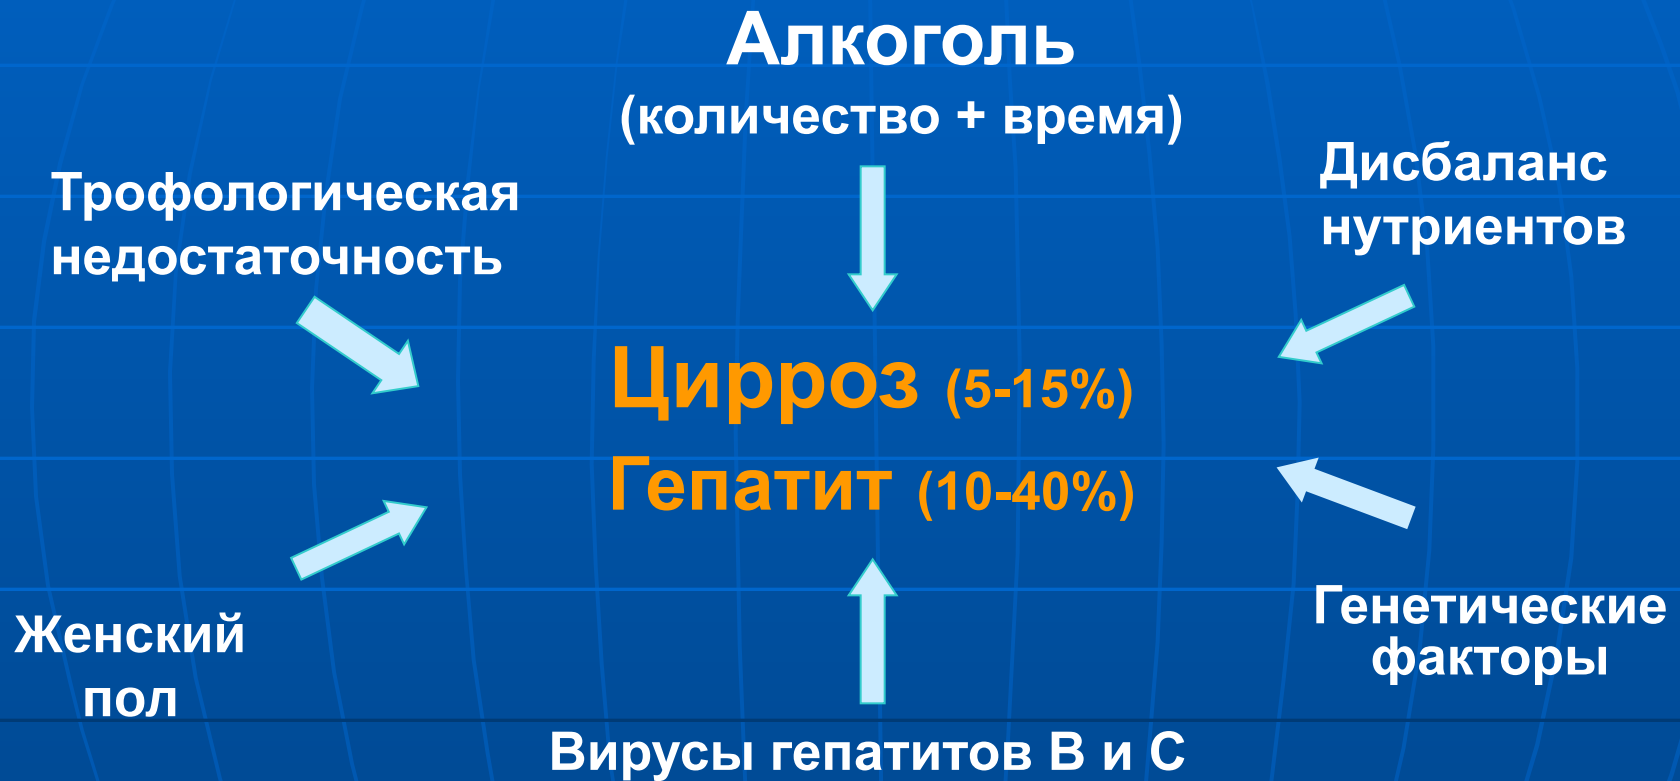 Алкоголь
(количество + время)
Трофологическая
недостаточность
Дисбаланс
нутриентов
Цирроз (5-15%)
Гепатит (10-40%)
Женский
пол
Генетические
факторы
Вирусы гепатитов В и С